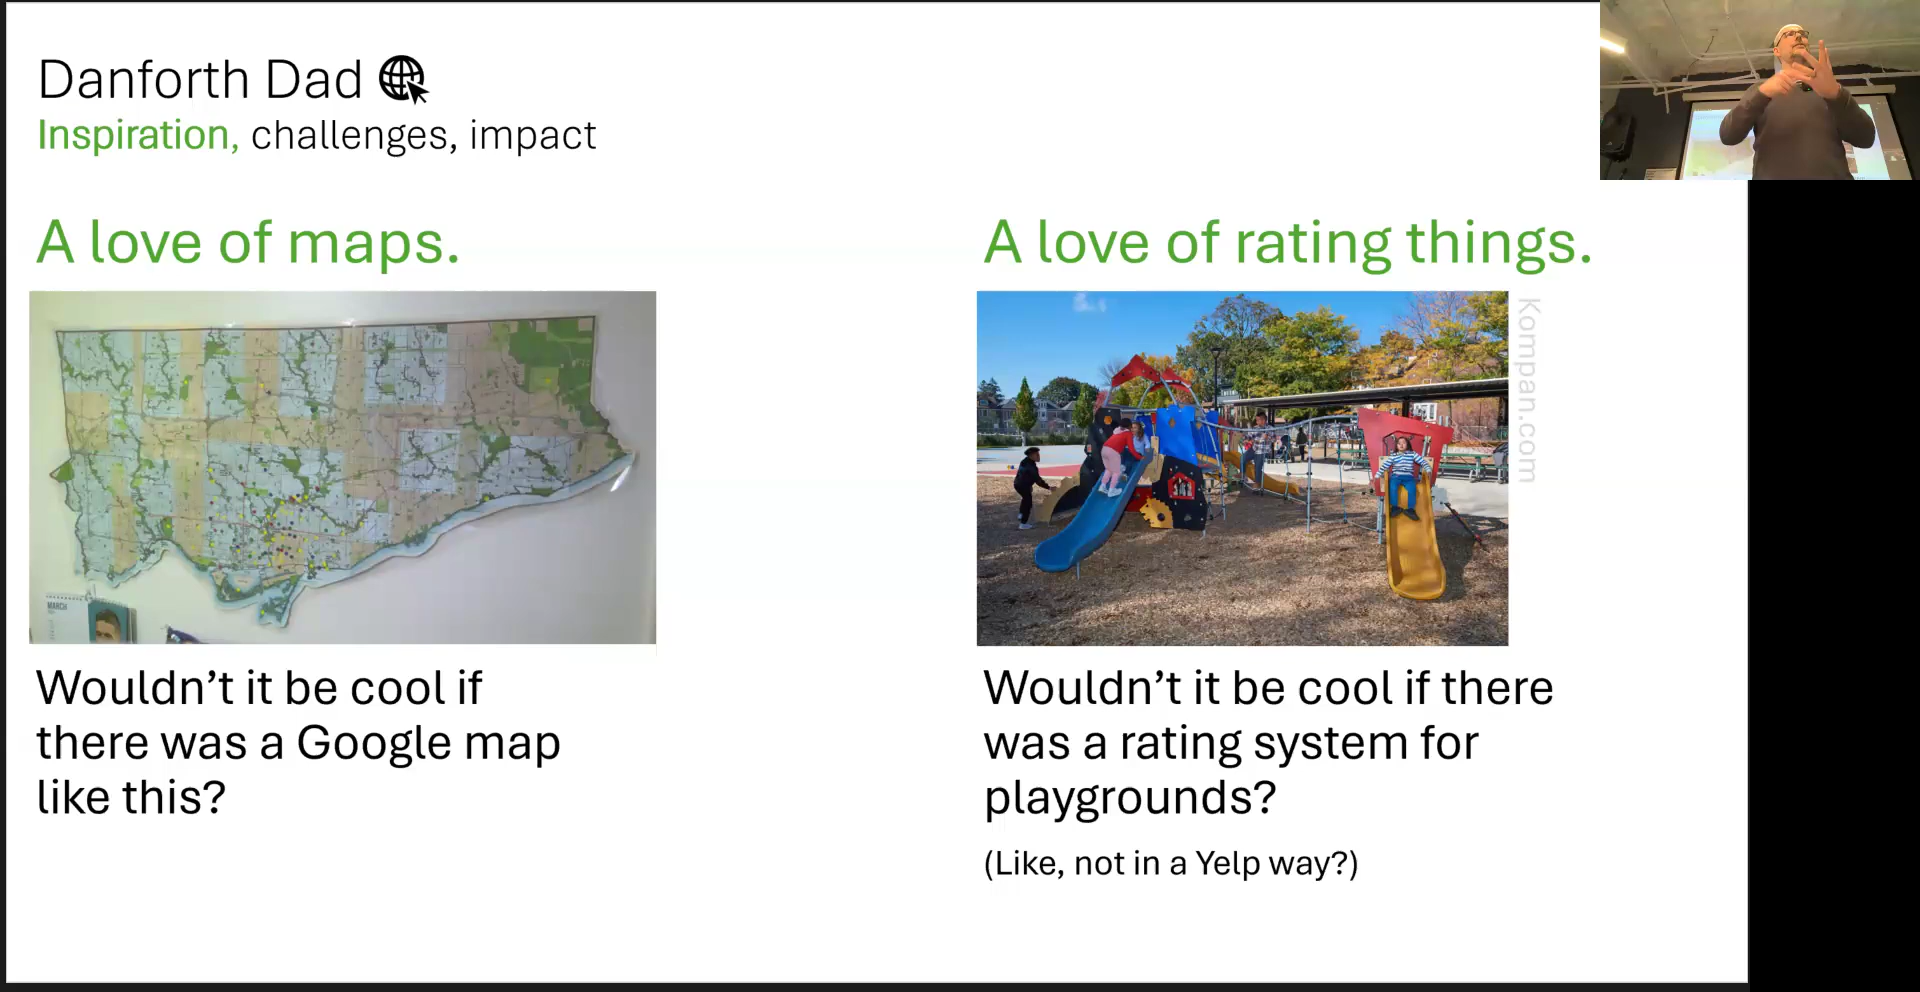 Danforth Dad
Inspiration, challenges, impact
A love of maps.
MARCH
Wouldn’t it be cool if
there was a Google map
like this?
A love of rating things.
Kompan.com
Wouldn’t it be cool if there
was a rating system for
playgrounds?
(Like, not in a Yelp way?)